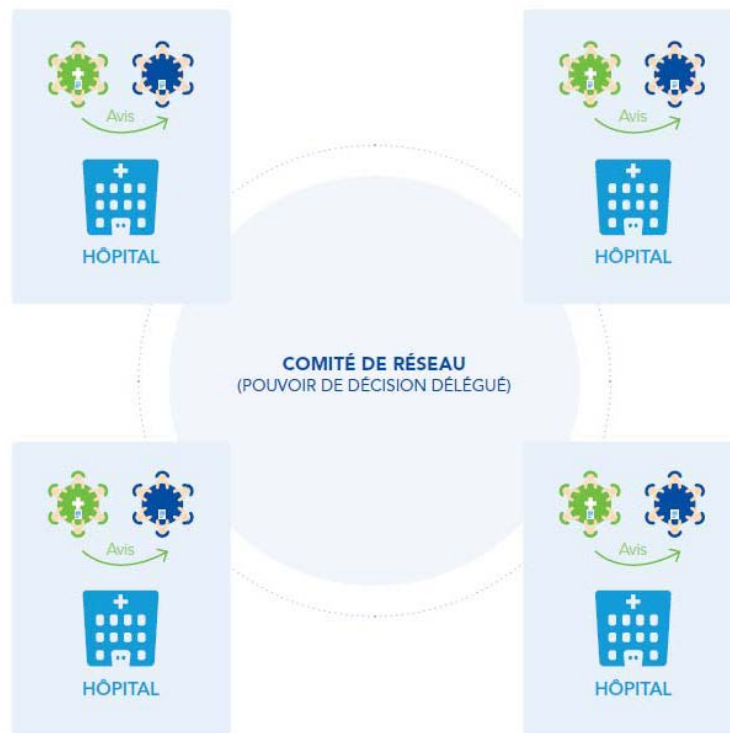 Avis
HÔPITAL
Avis
HÔPITAL
COMITÉ DE RÉSEAU
(POUVOIR DE DÉCISION DÉLÉGUÉ)
Avis
HÔPITAL
Avis
HÔPITAL